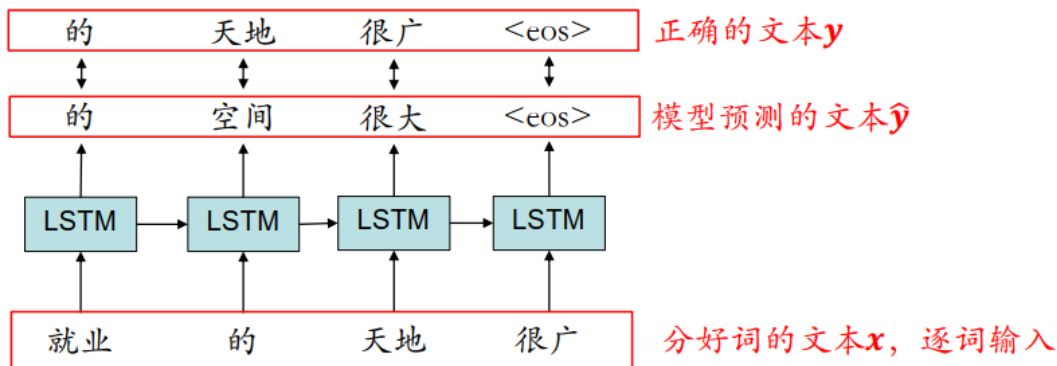 的 天地 很广 <eos> 正确的文本y
的 空间 很大 <eos> 模型预测的文本ŷ
LSTM LSTM LSTM LSTM
就业 的 天地 很广 分好词的文本x，逐词输入